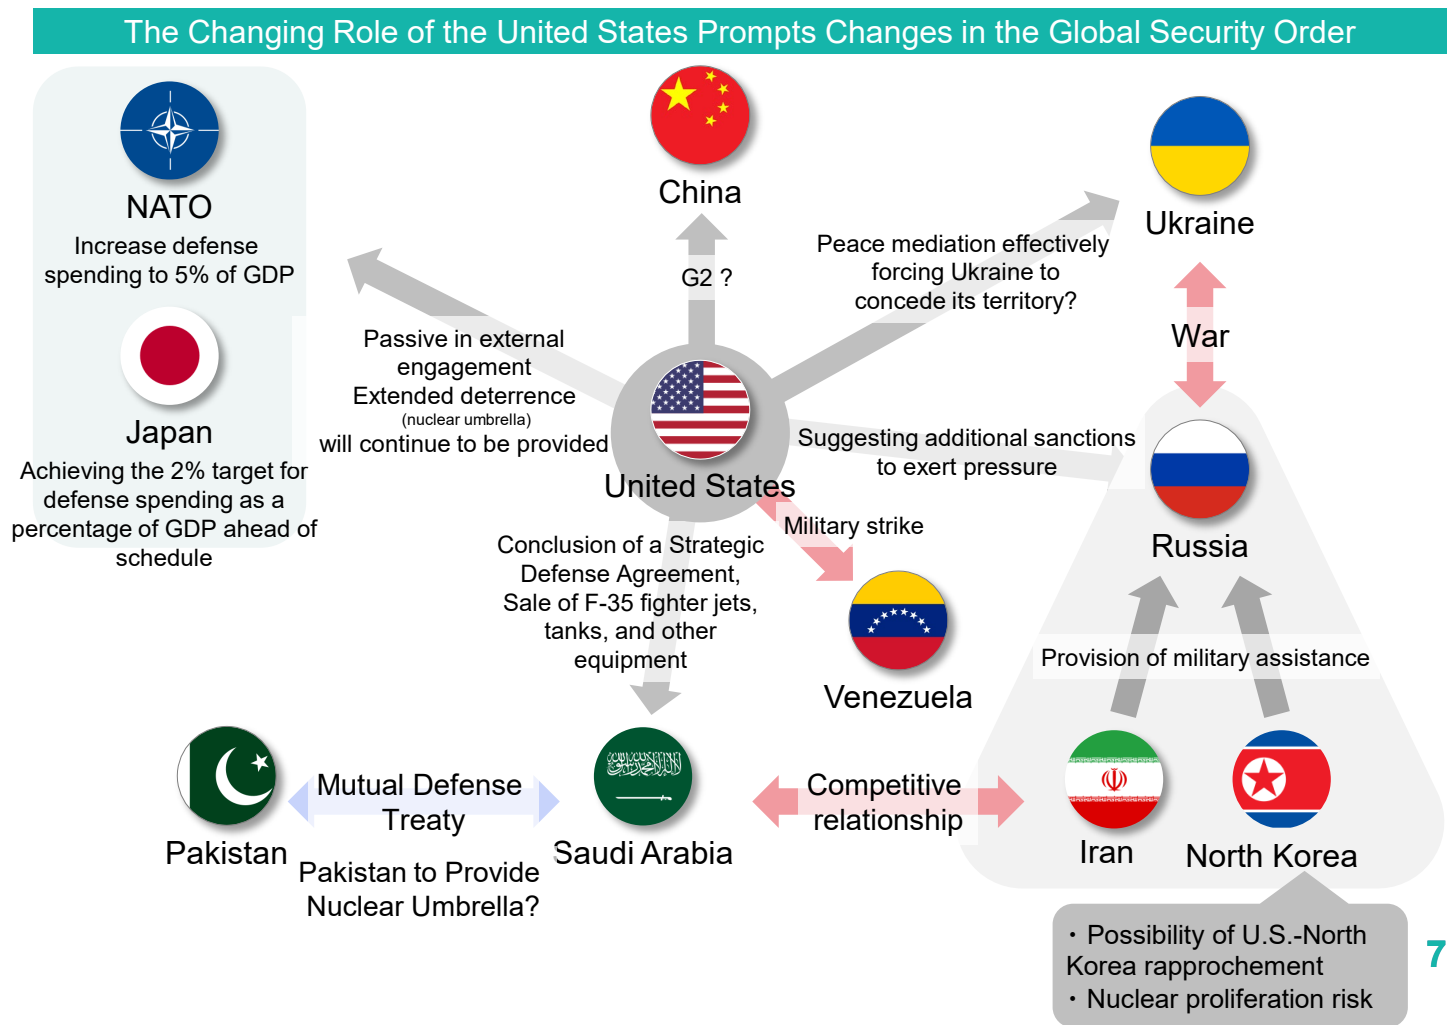 The Changing Role of the United States Prompts Changes in the Global Security Order
NATO
Increase defense
spending to 5% of GDP
Japan
Achieving the 2% target for
defense spending as a
percentage of GDP ahead of
schedule
Passive in external
engagement
Extended deterrence
(nuclear umbrella)
will continue to be provided
China
G2 ?
United States
Peace mediation effectively
forcing Ukraine to
concede its territory?
Ukraine
War
Suggesting additional sanctions
to exert pressure
Russia
Military strike
Venezuela
Conclusion of a Strategic
Defense Agreement,
Sale of F-35 fighter jets,
tanks, and other
equipment
Provision of military assistance
Pakistan
Mutual Defense
Treaty
Pakistan to Provide
Nuclear Umbrella?
Saudi Arabia
Competitive
relationship
Iran
North Korea
・Possibility of U.S.-North
Korea rapprochement
・Nuclear proliferation risk
7